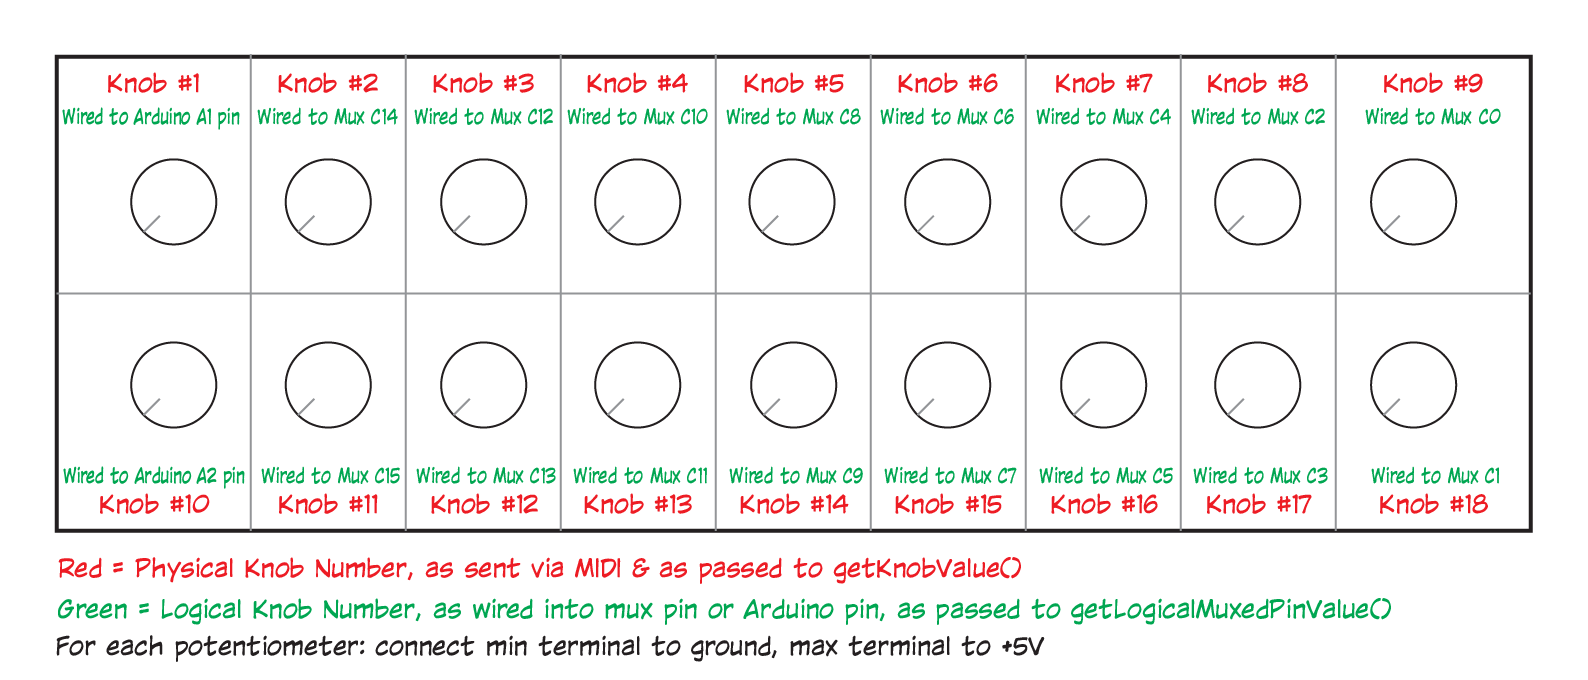 Knob #1
Wired to Arduino A1 pin
Knob #2
Wired to Mux C14
Knob #3
Wired to Mux C12
Knob #4
Wired to Mux C10
Knob #5
Wired to Mux C8
Knob #6
Wired to Mux C6
Knob #7
Wired to Mux C4
Knob #8
Wired to Mux C2
Knob #9
Wired to Mux C0
Wired to Arduino A2 pin
Knob #10
Wired to Mux C15
Knob #11
Wired to Mux C13
Knob #12
Wired to Mux C11
Knob #13
Wired to Mux C9
Knob #14
Wired to Mux C7
Knob #15
Wired to Mux C5
Knob #16
Wired to Mux C3
Knob #17
Wired to Mux C1
Knob #18
Red = Physical Knob Number, as sent via MIDI & as passed to getKnobValue()
Green = Logical Knob Number, as wired into mux pin or Arduino pin, as passed to getLogicalMuxedPinValue()
For each potentiometer: connect min terminal to ground, max terminal to +5V